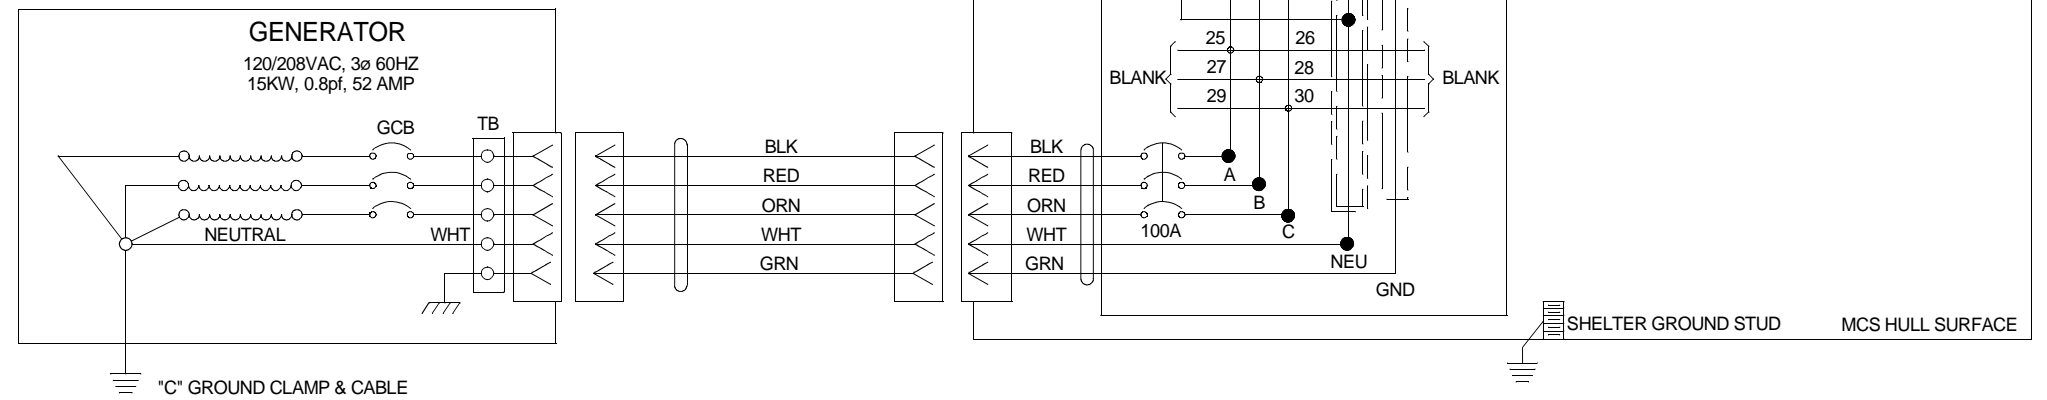 GENERATOR
120/208VAC, 3ø 60HZ
15KW, 0.8pf, 52 AMP
GCB
TB
NEUTRAL
WHT
"C" GROUND CLAMP & CABLE
BLK
RED
ORN
WHT
GRN
BLK
RED
ORN
WHT
GRN
100A
A
B
C
NEU
GND
25 26
27 28
29 30
BLANK
BLANK
SHELTER GROUND STUD
MCS HULL SURFACE